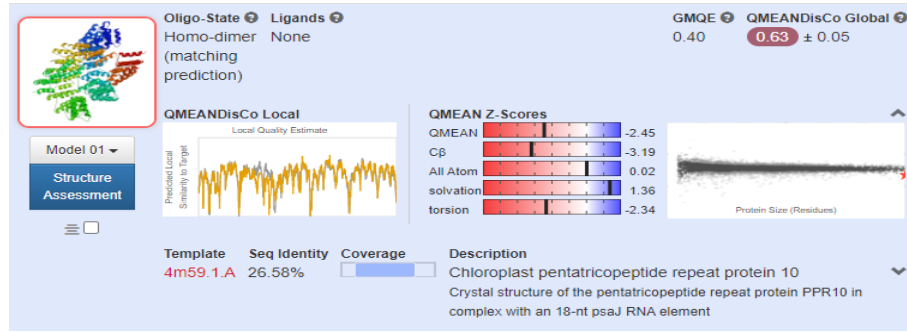 Oligo-State Ligands GMQE QMEANDisCo Global
Homo-dimer None 0.40 0.63 ± 0.05
(matching
prediction)
QMEANDisCo Local QMEAN Z-Scores
Local Quality Estimate
Predicted Local
Similarity to Target
QMEAN -2.45
Cβ -3.19
All Atom 0.02
solvation 1.36
torsion -2.34
Protein Size (Residues)
Model 01
Structure
Assessment
Template Seq Identity Coverage Description
4m59.1.A 26.58% Chloroplast pentatricopeptide repeat protein 10
Crystal structure of the pentatricopeptide repeat protein PPR10 in
complex with an 18-nt psaJ RNA element